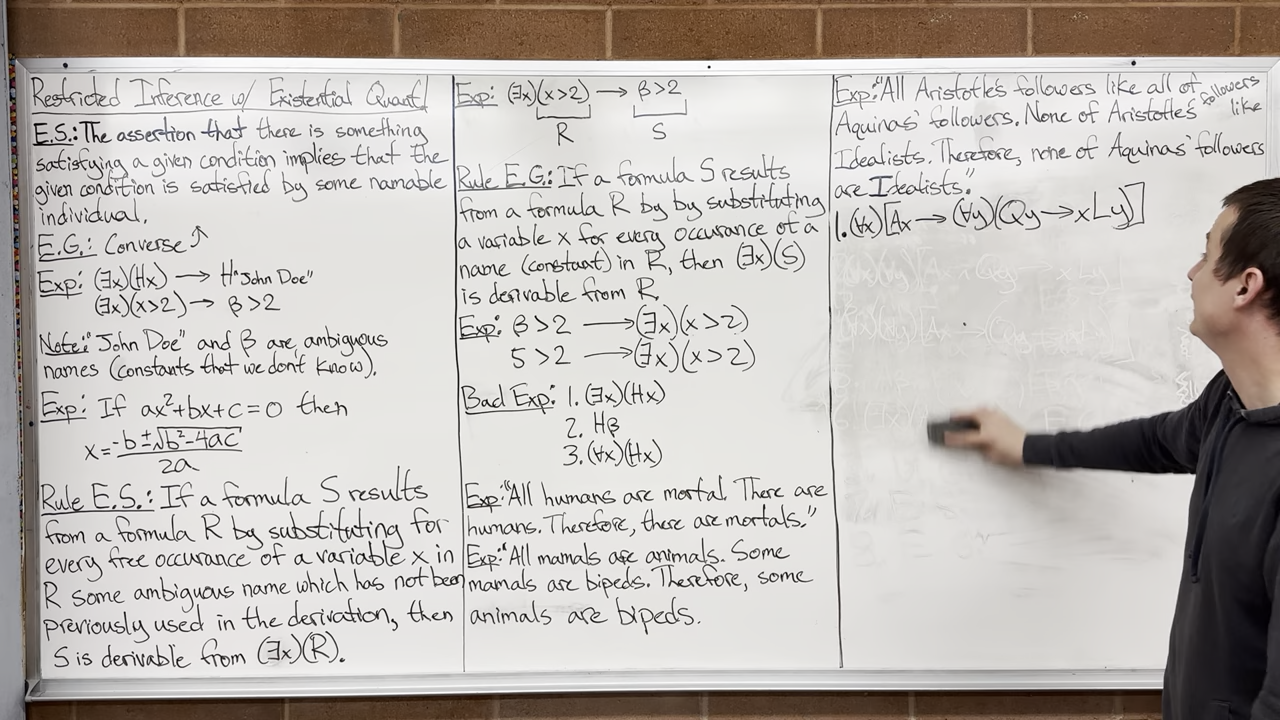 Restricted Inference w/ Existential Quant.
E.S.: The assertion that there is something
satisfying a given condition implies that the
given condition is satisfied by some namable
individual.
E.G.: Converse ↑
Exp: (∃x)(Hx) → H"John Doe"
(∃x)(x>2) → β>2
Note: "John Doe" and β are ambiguous
names (constants that we don't know).
Exp: If ax²+bx+c=0 then
x = -b±√b²-4ac
2a
Rule E.S.: If a formula S results
from a formula R by substituting for
every free occurance of a variable x in
R some ambiguous name which has not been
previously used in the derivation, then
S is derivable from (∃x)(R).
Exp: (∃x)(x>2) → β>2
R S
Rule E.G.: If a formula S results
from a formula R by by substituting
a variable x for every occurance of a
name (constant) in R, then (∃x)(S)
is derivable from R.
Exp: β>2 → (∃x)(x>2)
5>2 → (∃x)(x>2)
Bad Exp: 1. (∃x)(Hx)
2. Hβ
3. (∀x)(Hx)
Exp: "All humans are mortal. There are
humans. Therefore, there are mortals."
Exp: "All mamals are animals. Some
mamals are bipeds. Therefore, some
animals are bipeds.
Exp: "All Aristotle's followers like all of
Aquinas' followers. None of Aristotle's followers like
Idealists. Therefore, none of Aquinas' followers
are Idealists."
1. (∀x)[Ax → (∀y)(Qy → xLy)]